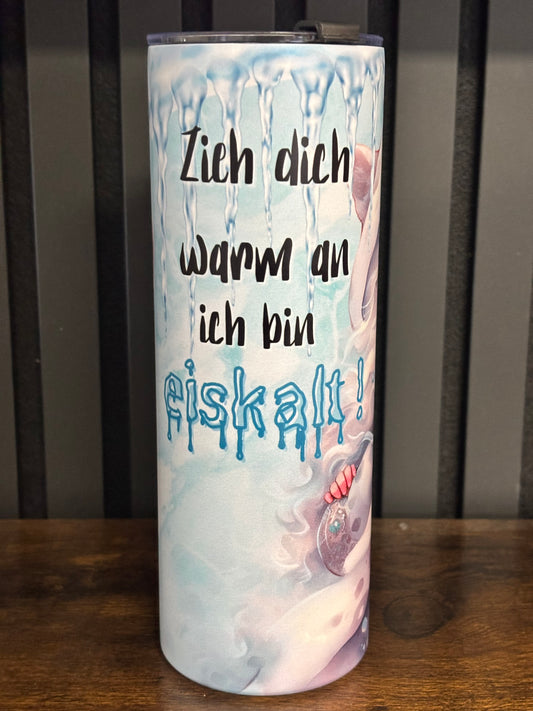 Zieh dich
warm an
ich bin
eiskalt!